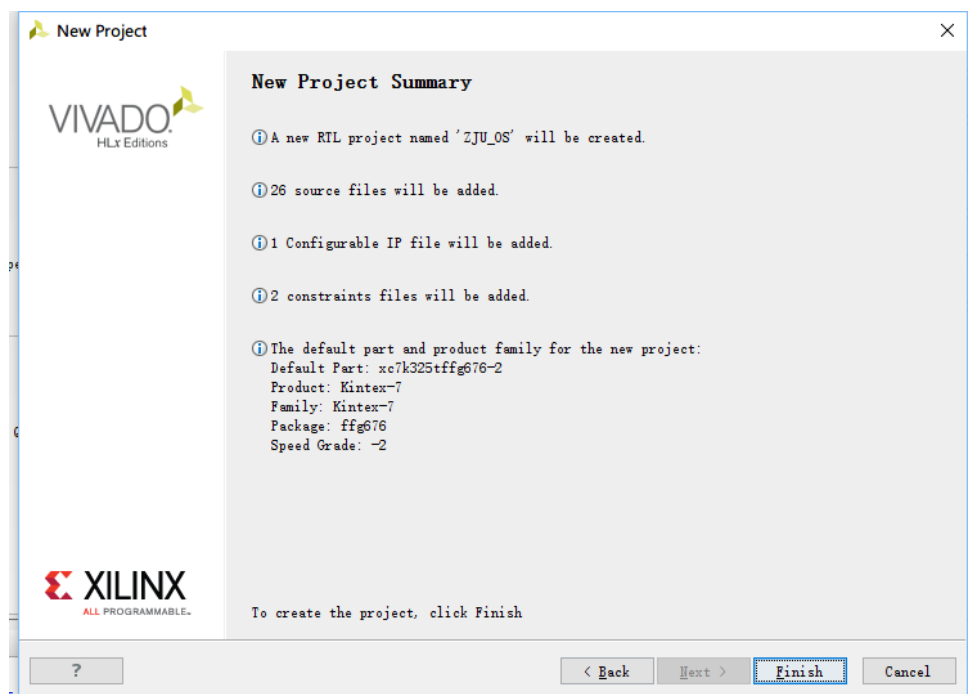 New Project
VIVADO.
HLx Editions
New Project Summary
A new RTL project named 'ZJU_OS' will be created.
26 source files will be added.
1 Configurable IP file will be added.
2 constraints files will be added.
The default part and product family for the new project:
Default Part: xc7k325tffg676-2
Product: Kintex-7
Family: Kintex-7
Package: ffg676
Speed Grade: -2
XILINX
ALL PROGRAMMABLE.
To create the project, click Finish
?
< Back
Next >
Finish
Cancel